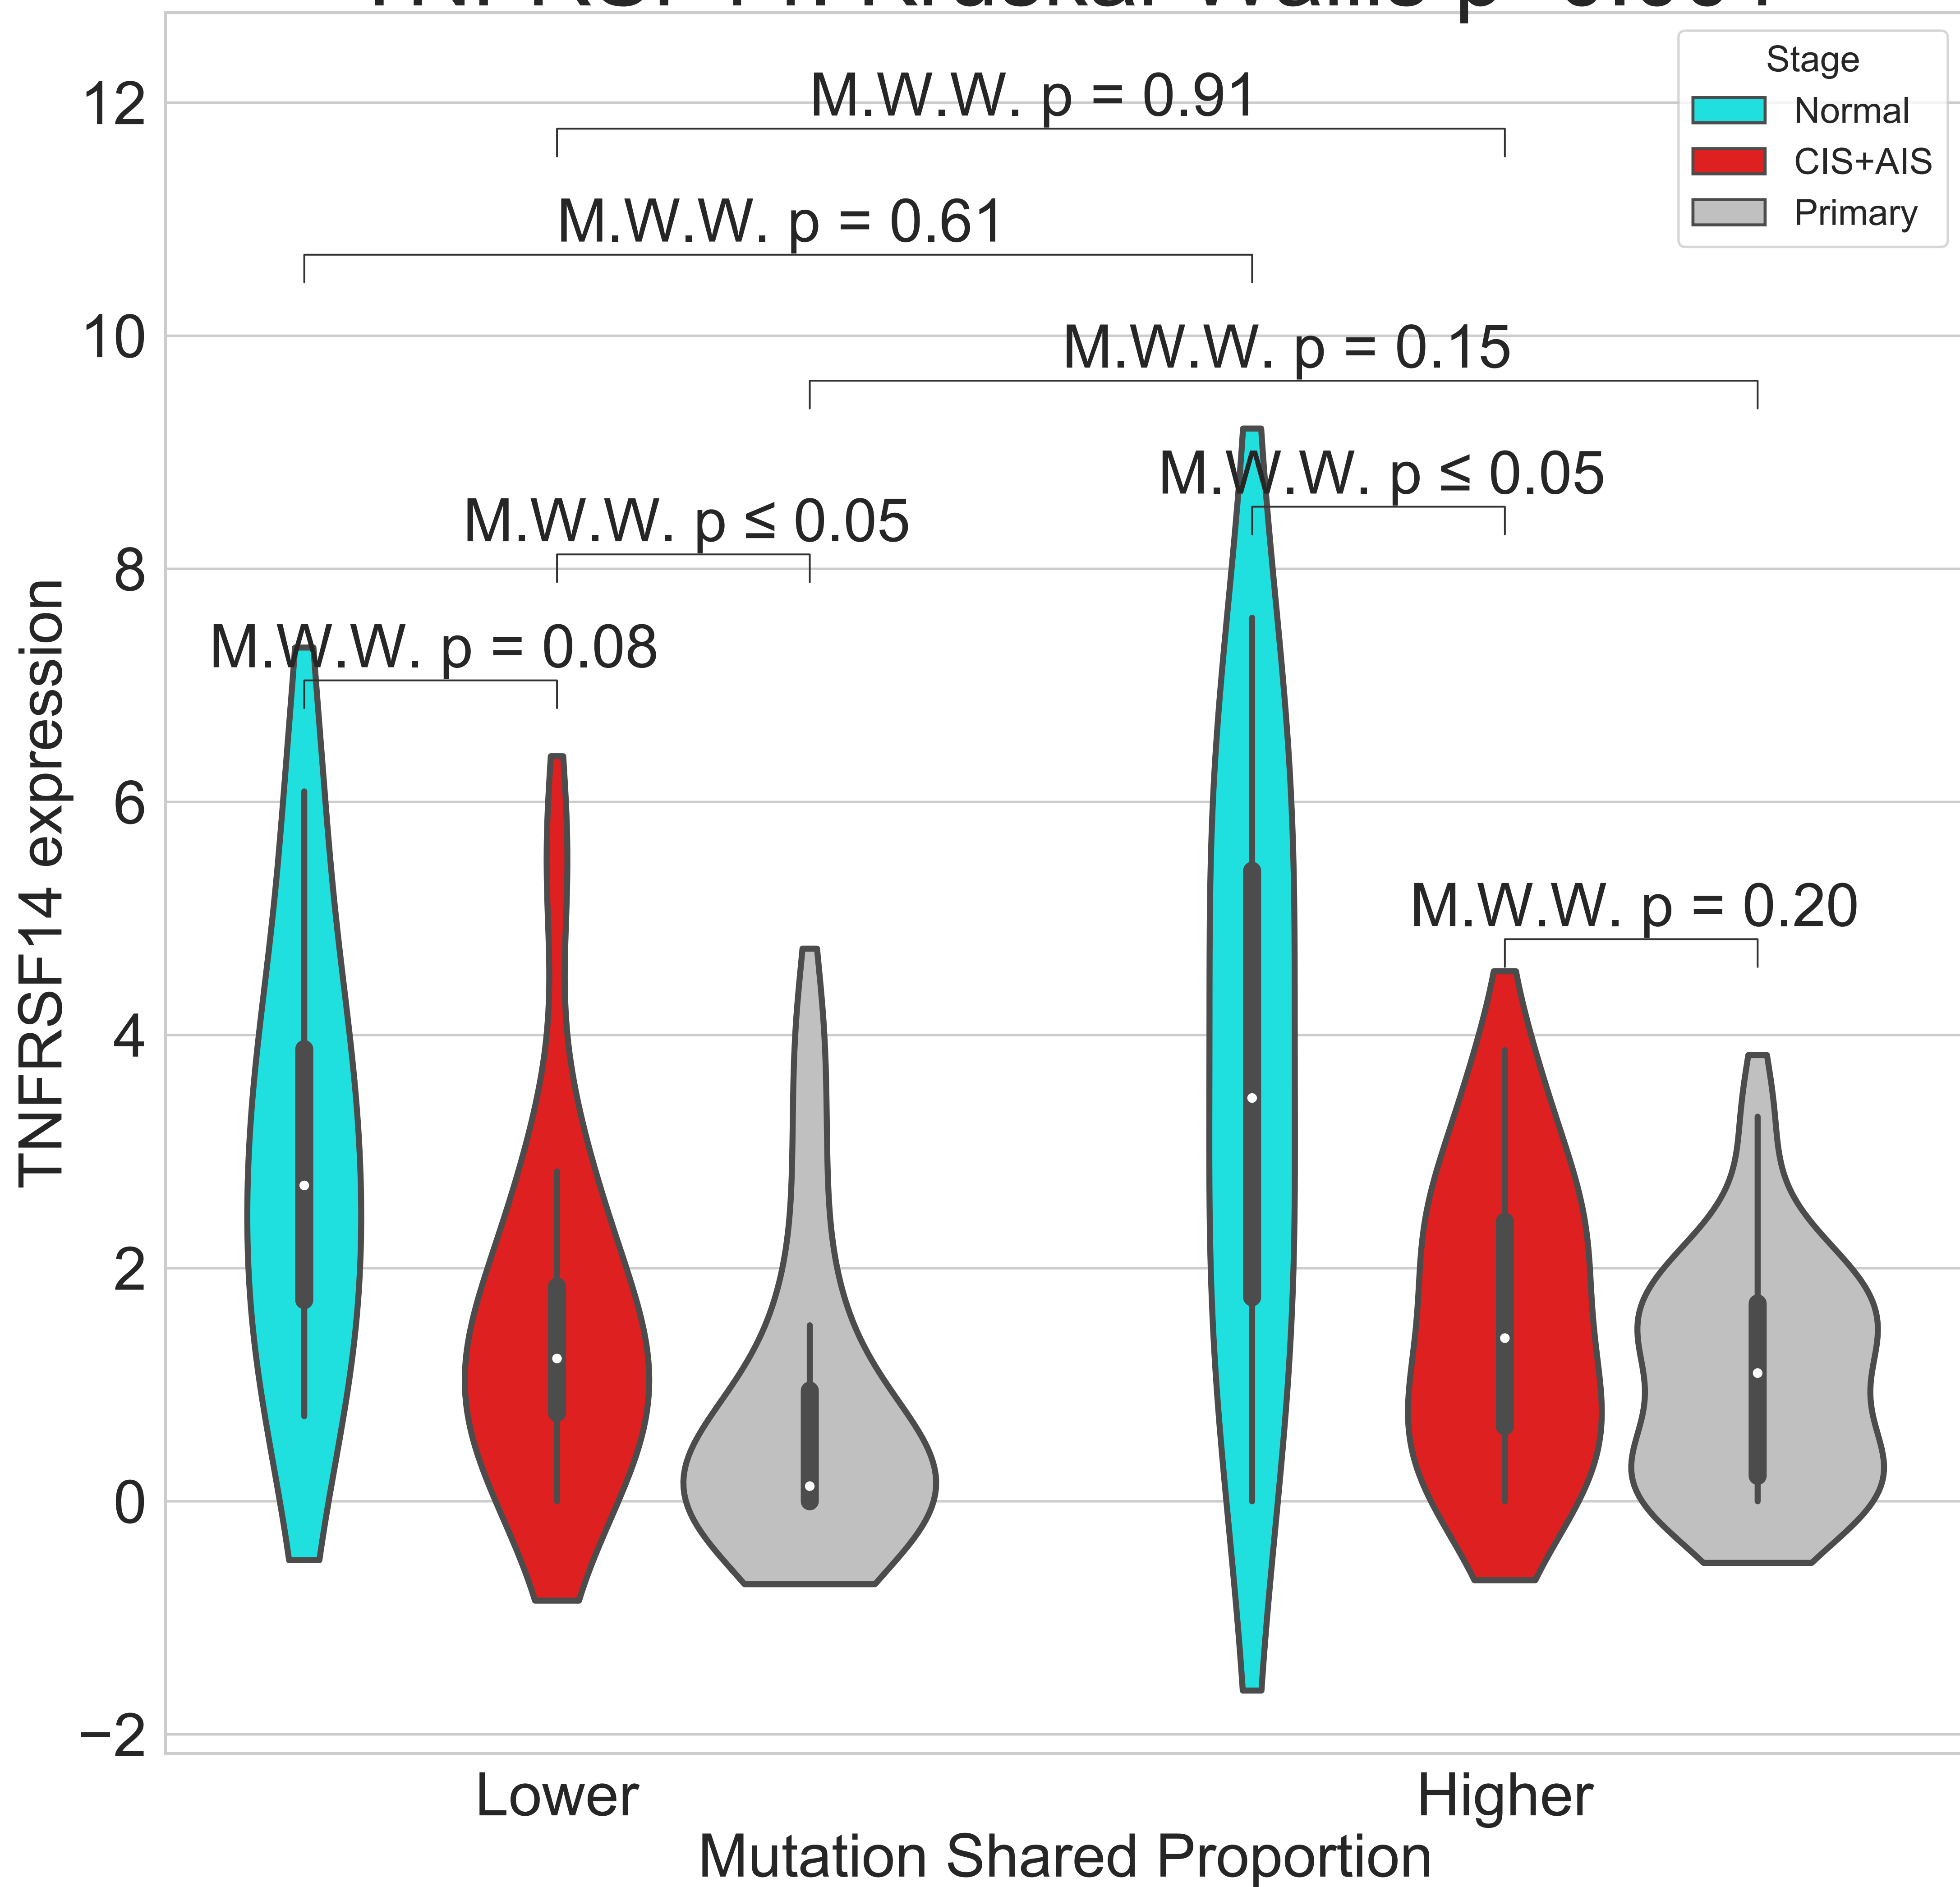 Stage
Normal
CIS+AIS
Primary
12
10
8
6
4
2
0
−2
TNFRSF14 expression
M.W.W. p = 0.91
M.W.W. p = 0.61
M.W.W. p = 0.15
M.W.W. p ≤ 0.05
M.W.W. p ≤ 0.05
M.W.W. p = 0.08
M.W.W. p = 0.20
Lower
Higher
Mutation Shared Proportion